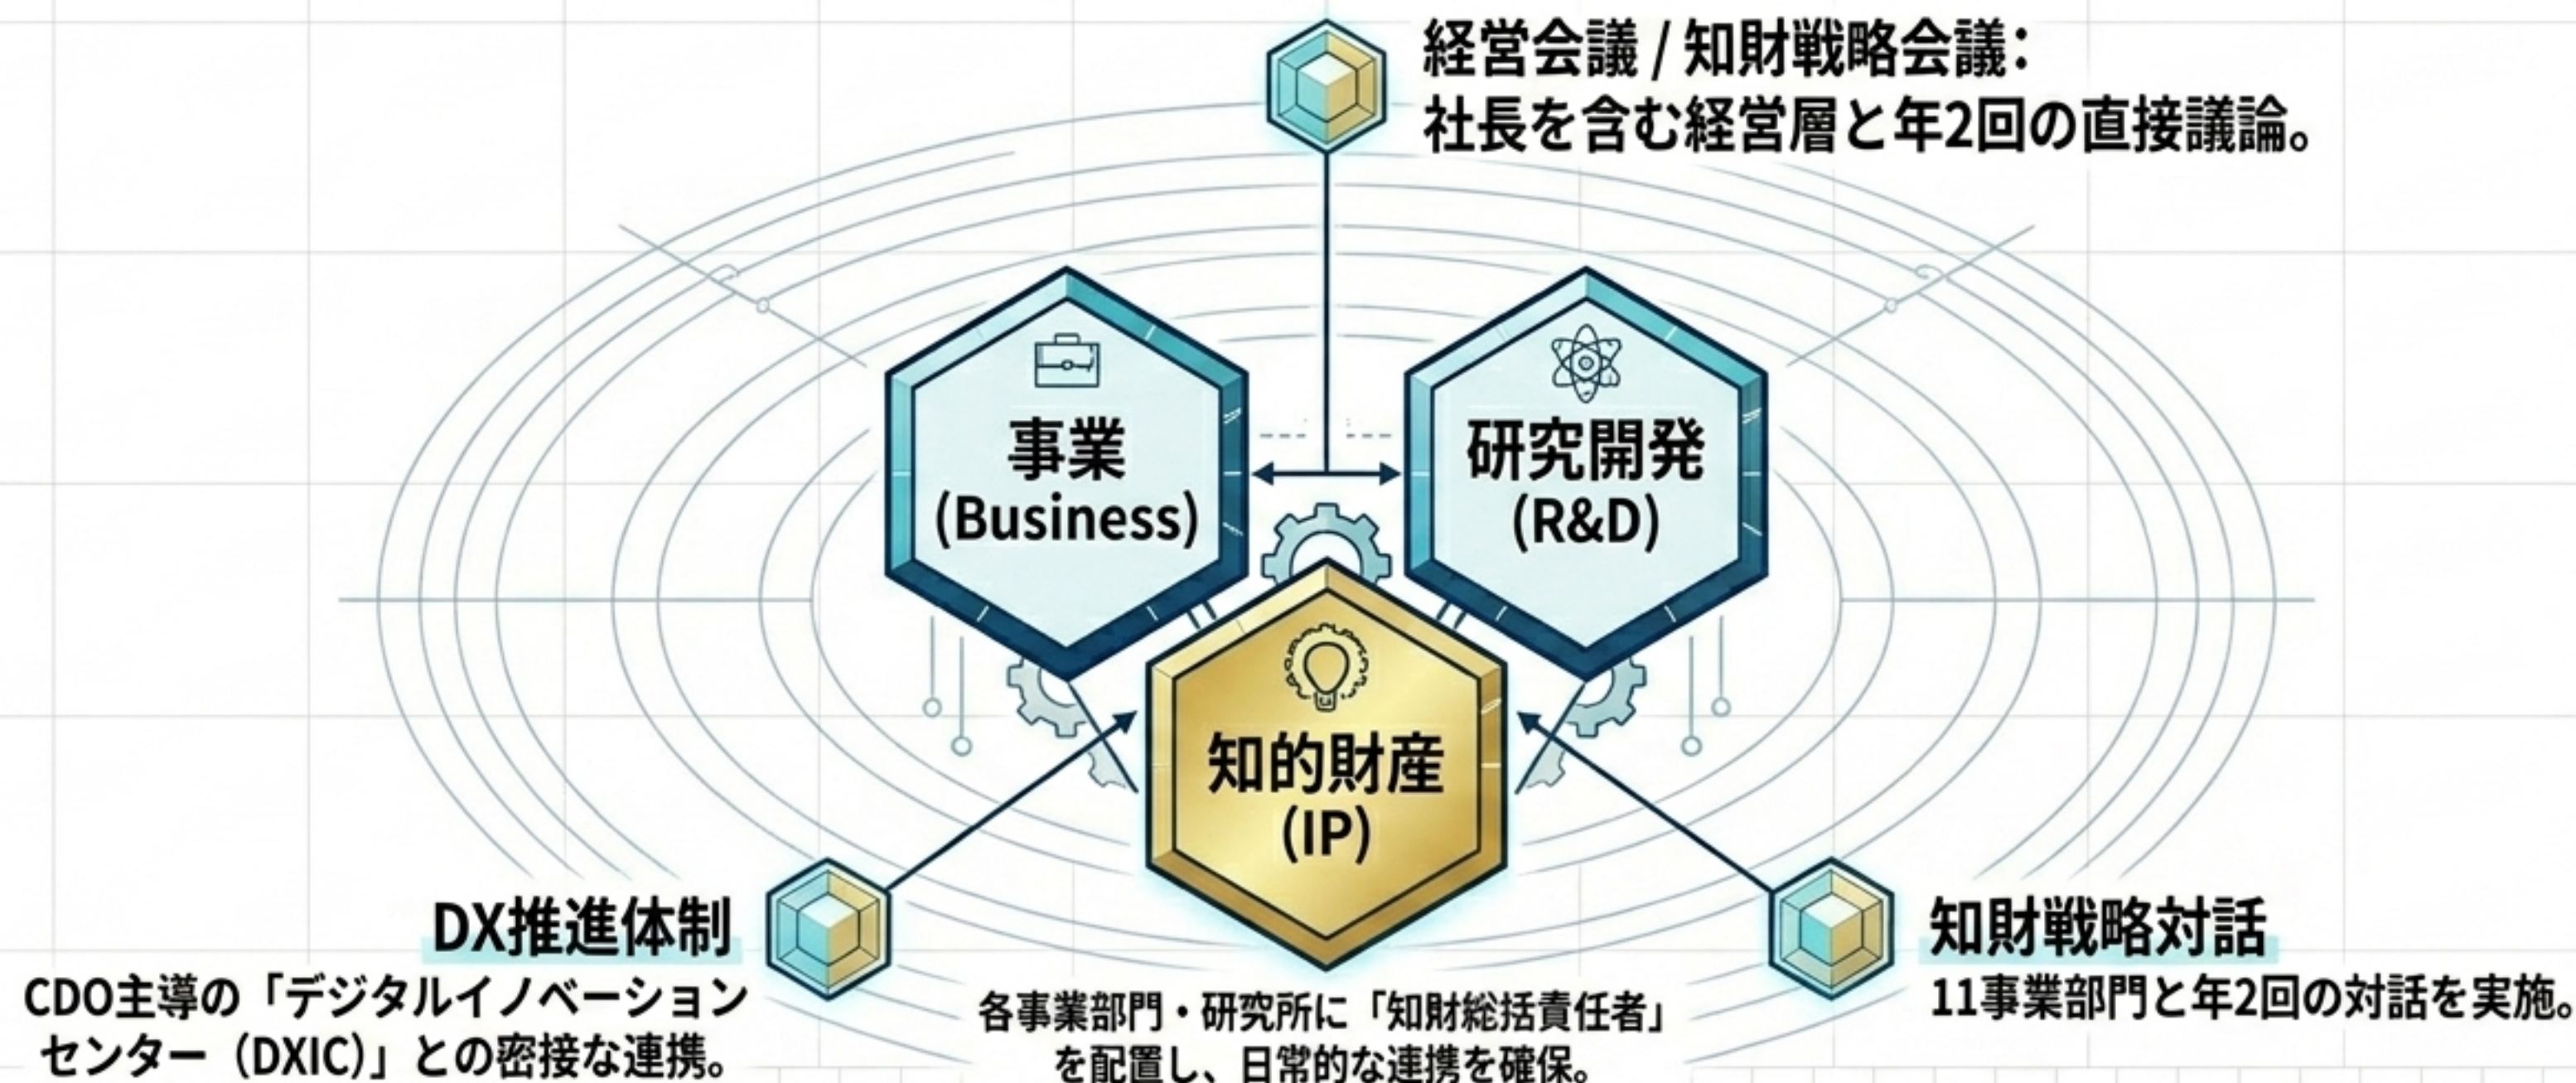 経営会議 / 知財戦略会議：
社長を含む経営層と年2回の直接議論。
事業
(Business)
研究開発
(R&D)
知的財産
(IP)
DX推進体制
CDO主導の「デジタルイノベーション
センター（DXIC）」との密接な連携。
各事業部門・研究所に「知財総括責任者」
を配置し、日常的な連携を確保。
知財戦略対話
11事業部門と年2回の対話を実施。